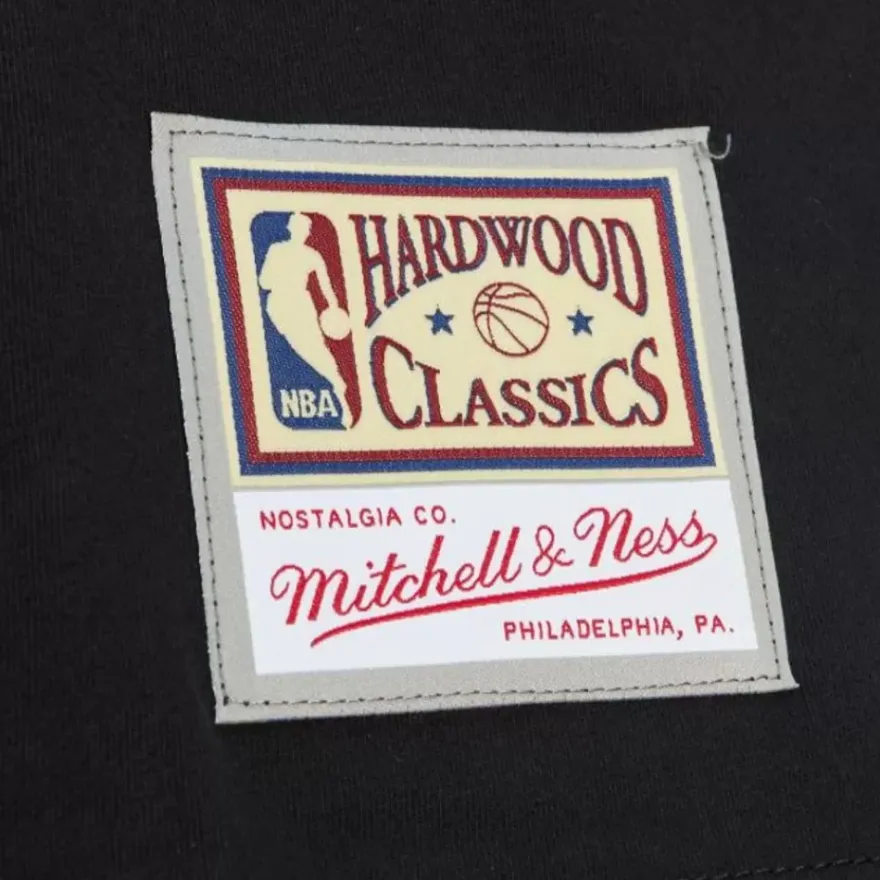 HARDWOOD
CLASSICS
NBA
NOSTALGIA CO.
Mitchell & Ness
PHILADELPHIA, PA.